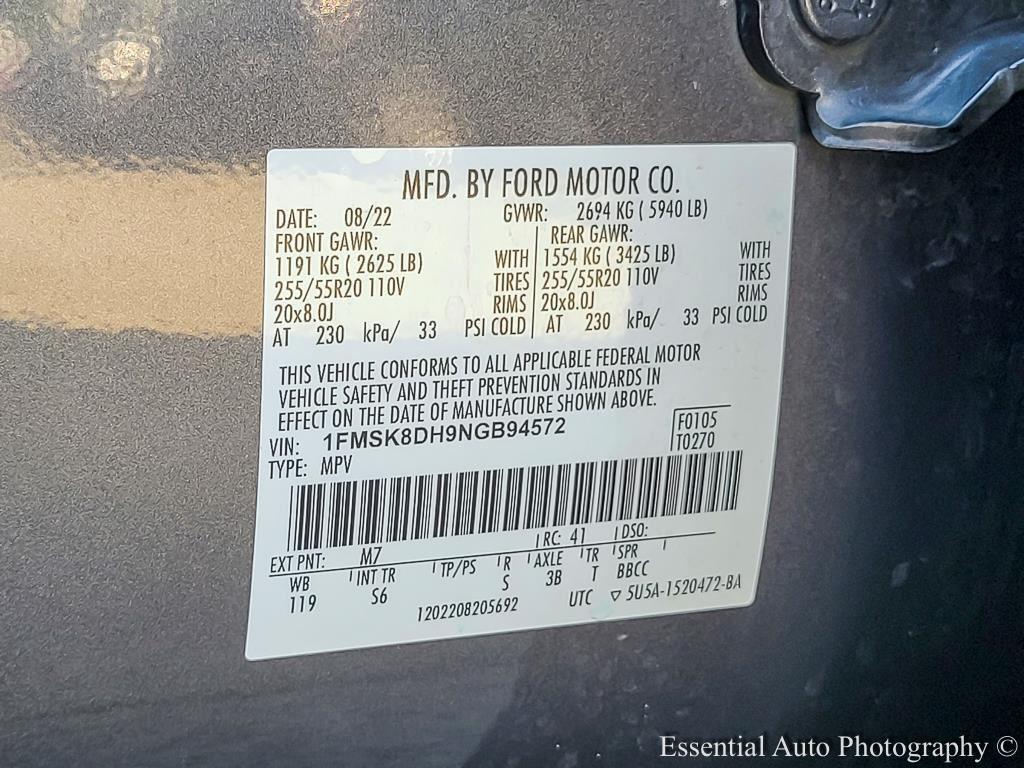 MFD. BY FORD MOTOR CO.
DATE: 08/22 GVWR: 2694 KG ( 5940 LB)
FRONT GAWR: REAR GAWR:
1191 KG ( 2625 LB) WITH 1554 KG ( 3425 LB) WITH
255/55R20 110V TIRES 255/55R20 110V TIRES
20x8.0J RIMS 20x8.0J RIMS
AT 230 kPa/ 33 PSI COLD AT 230 kPa/ 33 PSI COLD
THIS VEHICLE CONFORMS TO ALL APPLICABLE FEDERAL MOTOR
VEHICLE SAFETY AND THEFT PREVENTION STANDARDS IN
EFFECT ON THE DATE OF MANUFACTURE SHOWN ABOVE.
VIN: 1FMSK8DH9NGB94572 F0105
TYPE: MPV T0270
EXT PNT: M7 RC: 41 DSO:
WB INT TR TP/PS R AXLE TR SPR
119 S6 S 3B T BBCC
1202208205692 UTC ▽ 5U5A-1520472-BA
Essential Auto Photography ©